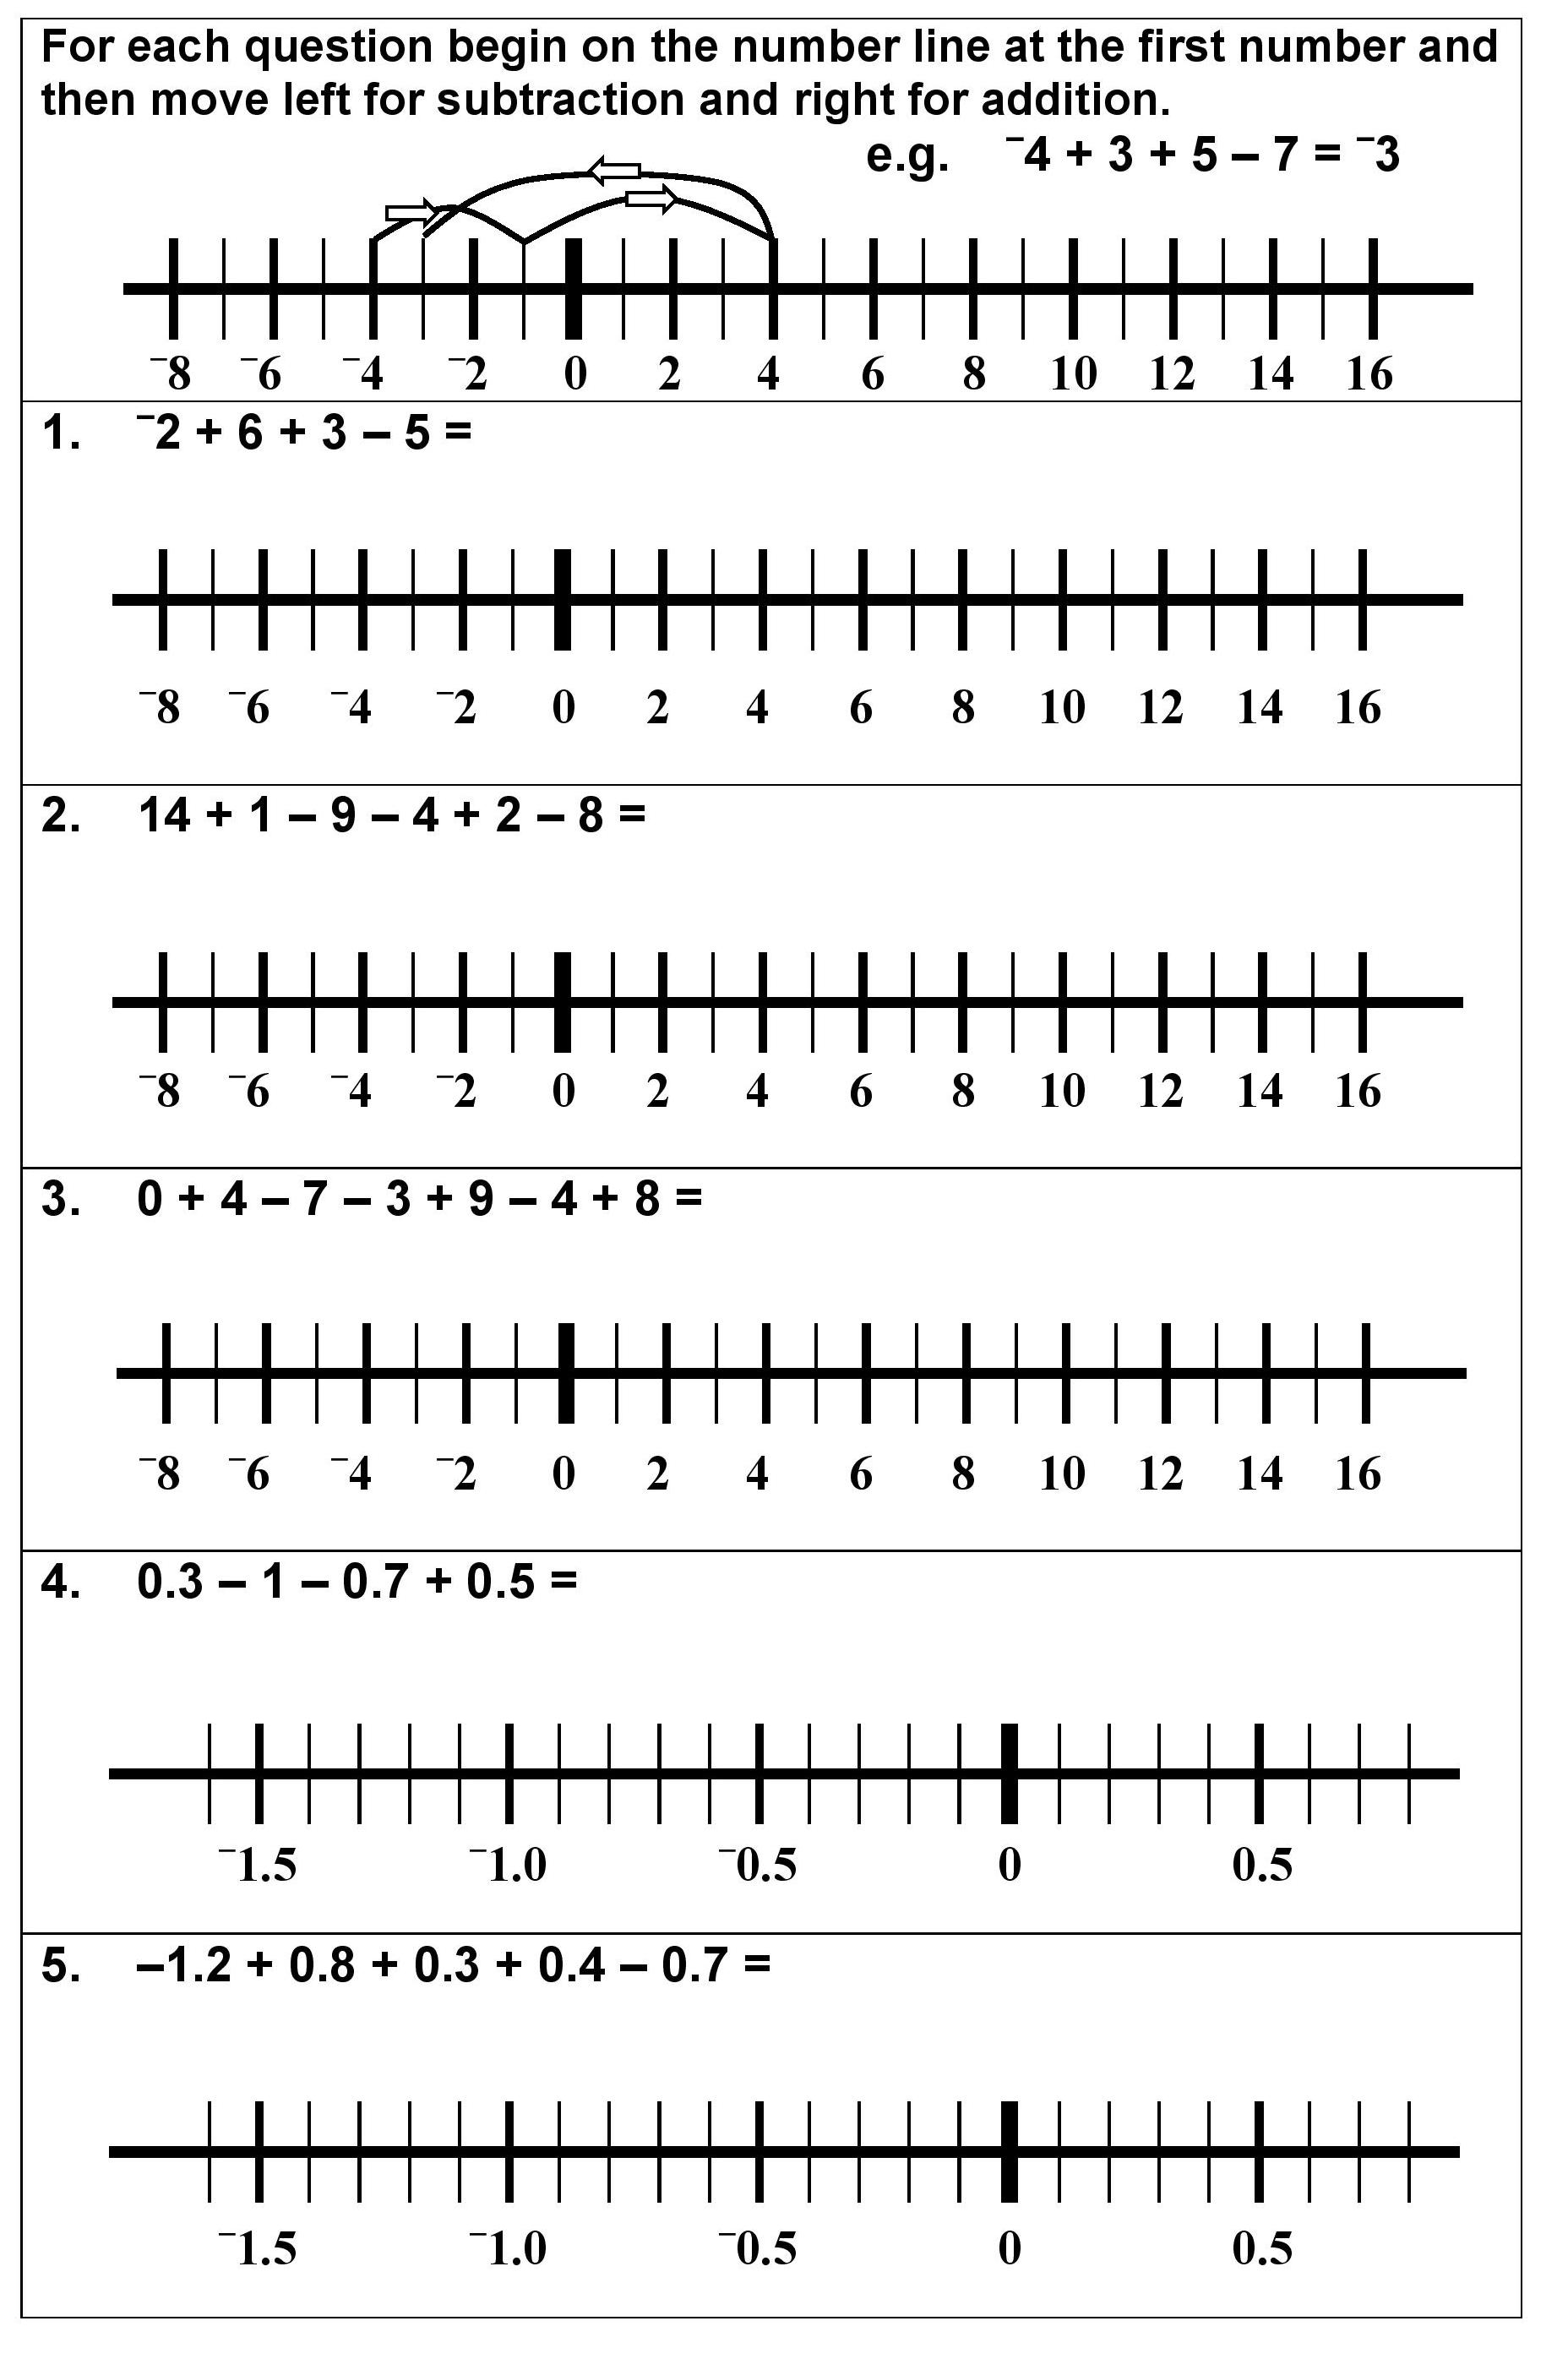 For each question begin on the number line at the first number and
then move left for subtraction and right for addition.
e.g. ⁻4 + 3 + 5 – 7 = ⁻3
⁻8 ⁻6 ⁻4 ⁻2 0 2 4 6 8 10 12 14 16
1. ⁻2 + 6 + 3 – 5 =
⁻8 ⁻6 ⁻4 ⁻2 0 2 4 6 8 10 12 14 16
2. 14 + 1 – 9 – 4 + 2 – 8 =
⁻8 ⁻6 ⁻4 ⁻2 0 2 4 6 8 10 12 14 16
3. 0 + 4 – 7 – 3 + 9 – 4 + 8 =
⁻8 ⁻6 ⁻4 ⁻2 0 2 4 6 8 10 12 14 16
4. 0.3 – 1 – 0.7 + 0.5 =
⁻1.5 ⁻1.0 ⁻0.5 0 0.5
5. –1.2 + 0.8 + 0.3 + 0.4 – 0.7 =
⁻1.5 ⁻1.0 ⁻0.5 0 0.5